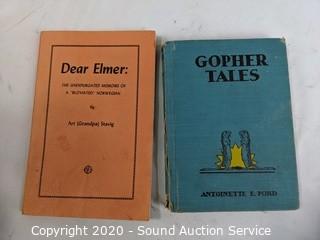 Dear Elmer:
THE UNEXPURGATED MEMOIRS OF
A "BLOWATED" NORWEGIAN
By
Art (Grandpa) Stavig
GOPHER
TALES
ANTOINETTE E. FORD
Copyright 2020 - Sound Auction Service